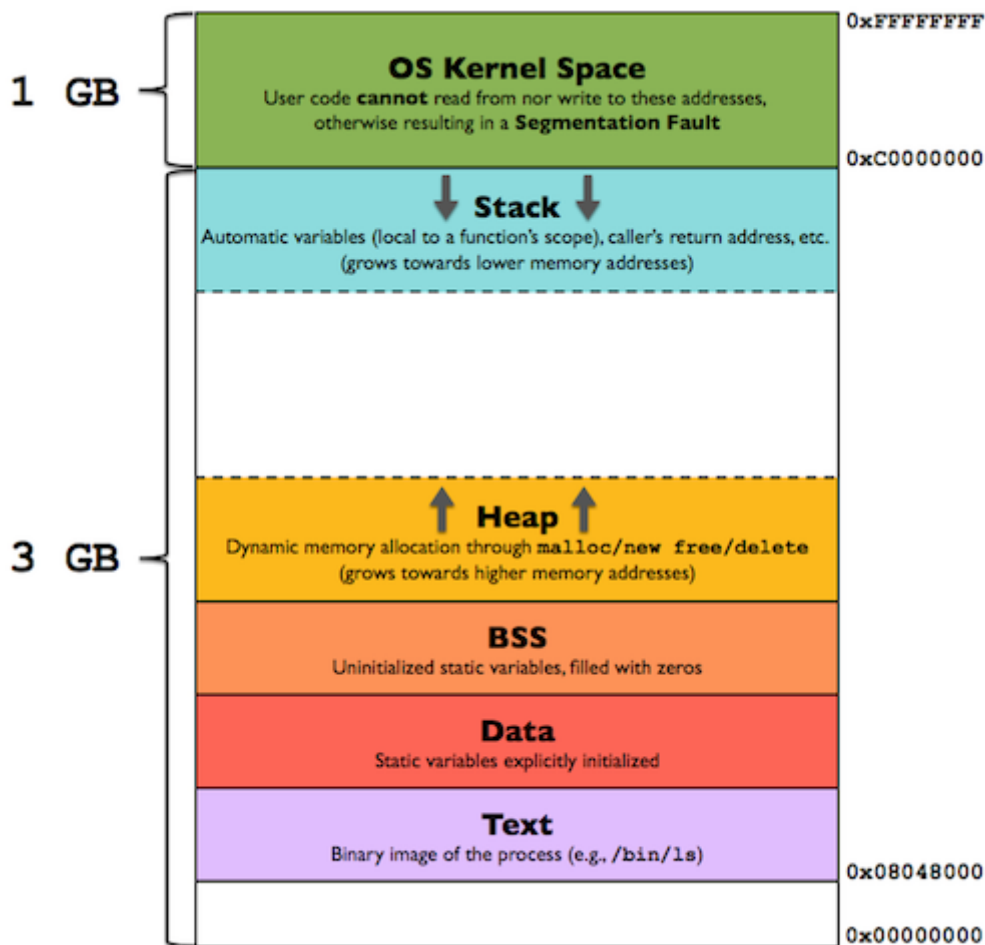 0xFFFFFFFF
1 GB
OS Kernel Space
User code cannot read from nor write to these addresses,
otherwise resulting in a Segmentation Fault
0xC0000000
Stack
Automatic variables (local to a function's scope), caller's return address, etc.
(grows towards lower memory addresses)
3 GB
Heap
Dynamic memory allocation through malloc/new free/delete
(grows towards higher memory addresses)
BSS
Uninitialized static variables, filled with zeros
Data
Static variables explicitly initialized
Text
Binary image of the process (e.g., /bin/ls)
0x08048000
0x00000000